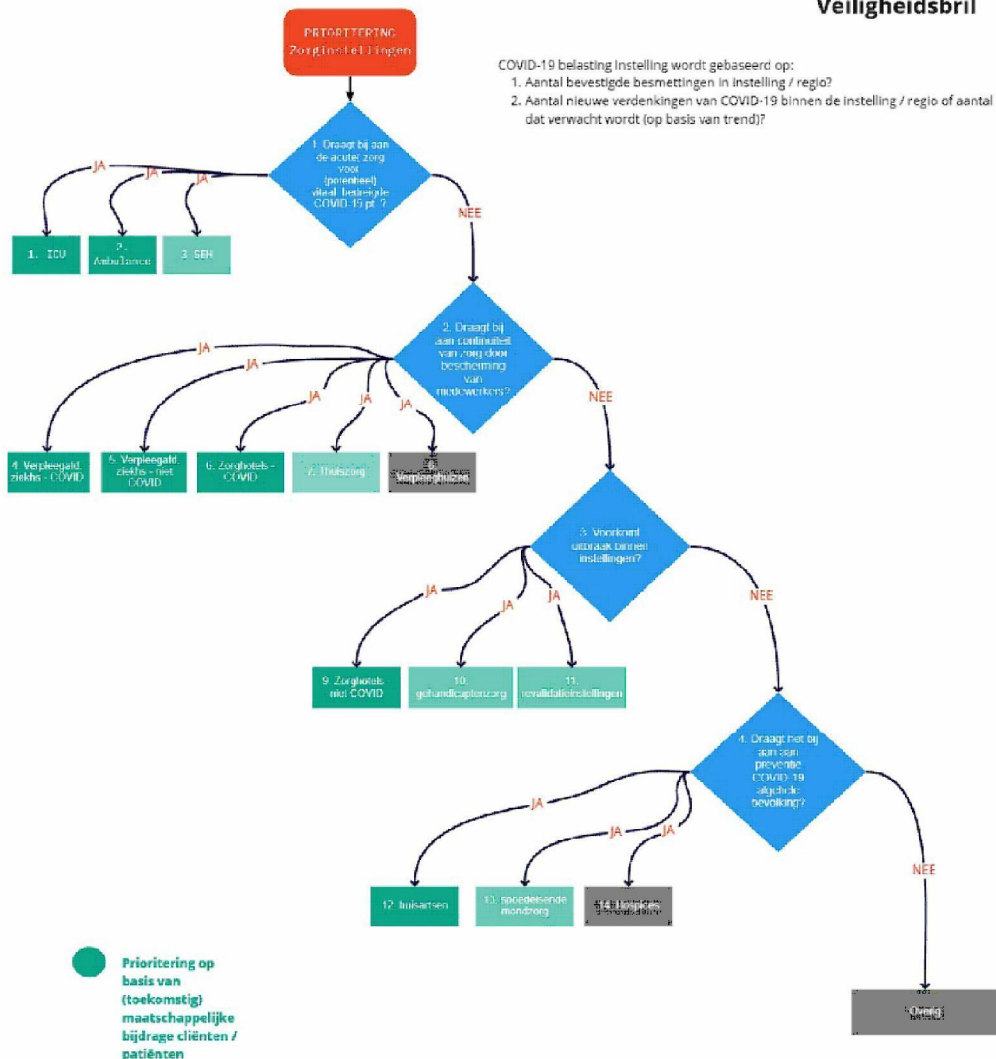 Veiligheidsbril
PRIORITERING
Zorginstellingen
COVID-19 belasting instelling wordt gebaseerd op:
1. Aantal bevestigde besmettingen in instelling / regio?
2. Aantal nieuwe verdenkingen van COVID-19 binnen de instelling / regio of aantal
dat verwacht wordt (op basis van trend)?
1. Draagt bij aan
de acute( zorg
voor
(potentieel)
vitaal bedreigde
COVID-19 pt ?
JA
JA
JA
NEE
1. ICU
2.
Ambulance
3 SEH
2. Draagt bij
aan continuïteit
van zorg door
bescherming
van
medewerkers?
JA
JA
JA
JA
JA
NEE
4. Verpleegafd.
ziekhs - COVID
5. Verpleegafd.
ziekhs - niet
COVID
6. Zorghotels -
COVID
7. Thuiszorg
8.
Verpleeghuizen
3. Voorkomt
uitbraak binnen
instellingen?
JA
JA
JA
NEE
9. Zorghotels
- niet COVID
10.
gehandicaptenzorg
11.
revalidatieinstellingen
4. Draagt het bij
aan aan
preventie
COVID-19
algehele
bevolking?
JA
JA
JA
NEE
12. huisartsen
13. spoedeisende
mondzorg
14. Hospices
Overig
Prioritering op
basis van
(toekomstig)
maatschappelijke
bijdrage cliënten /
patiënten